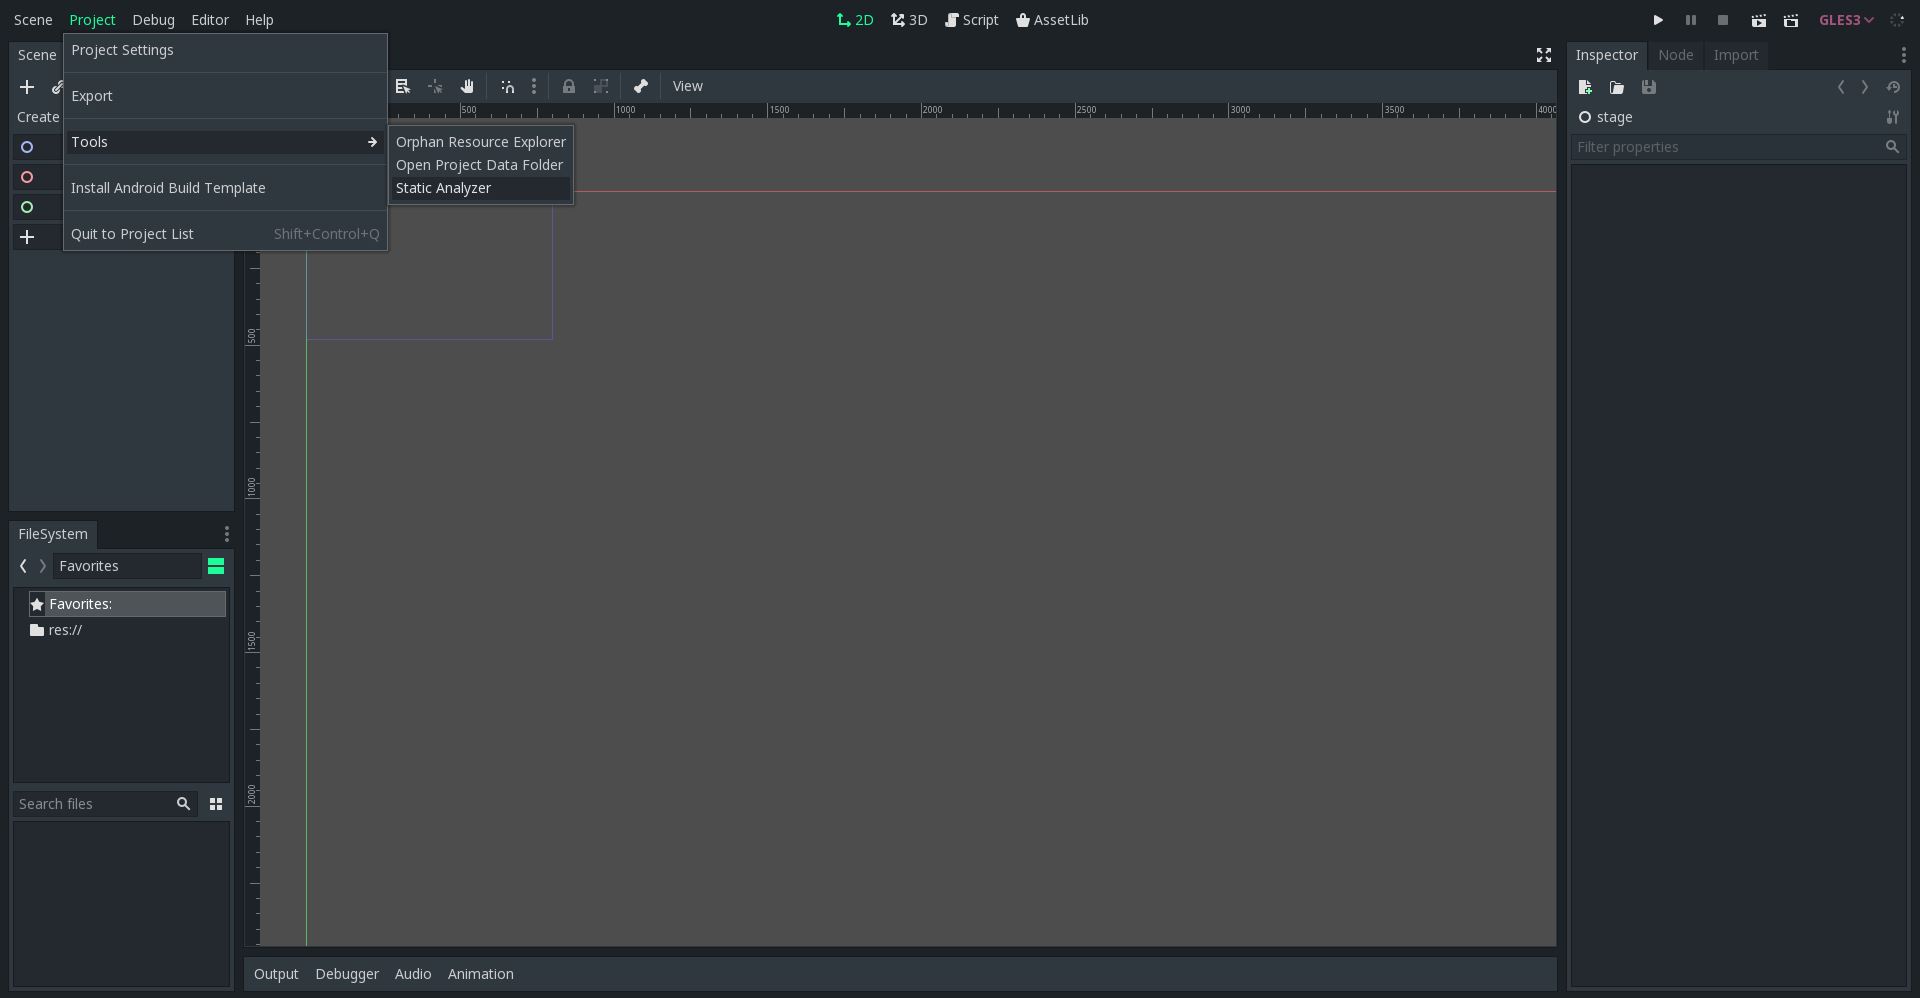 Scene Project Debug Editor Help
2D 3D Script AssetLib
GLES3
Scene
Project Settings
Export
Tools
Install Android Build Template
Quit to Project List Shift+Control+Q
Orphan Resource Explorer
Open Project Data Folder
Static Analyzer
Create
View
500 1000 1500 2000 2500 3000 3500 4000
500
1000
1500
2000
Inspector Node Import
stage
Filter properties
FileSystem
Favorites
Favorites:
res://
Search files
Output Debugger Audio Animation